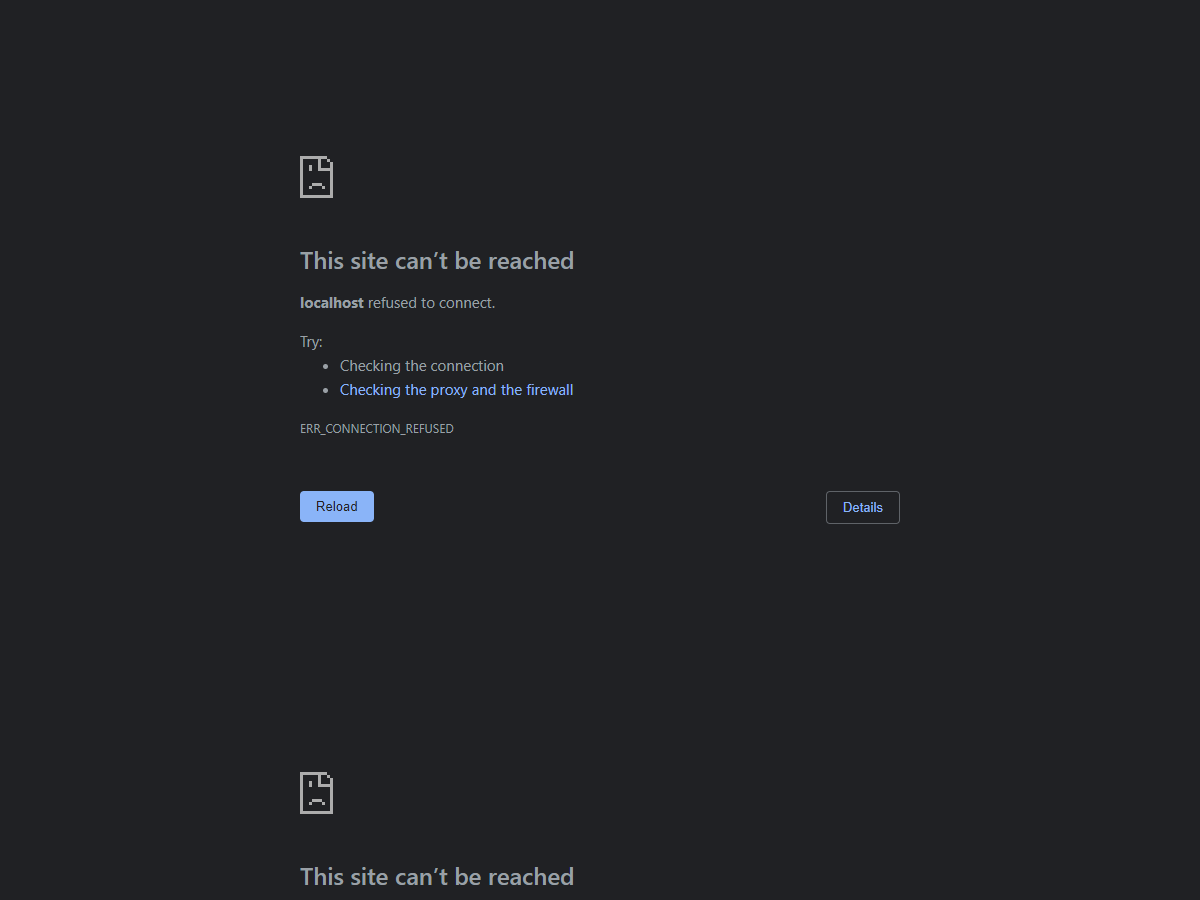 This site can’t be reached
localhost refused to connect.
Try:
• Checking the connection
• Checking the proxy and the firewall
ERR_CONNECTION_REFUSED
Reload
Details
This site can’t be reached